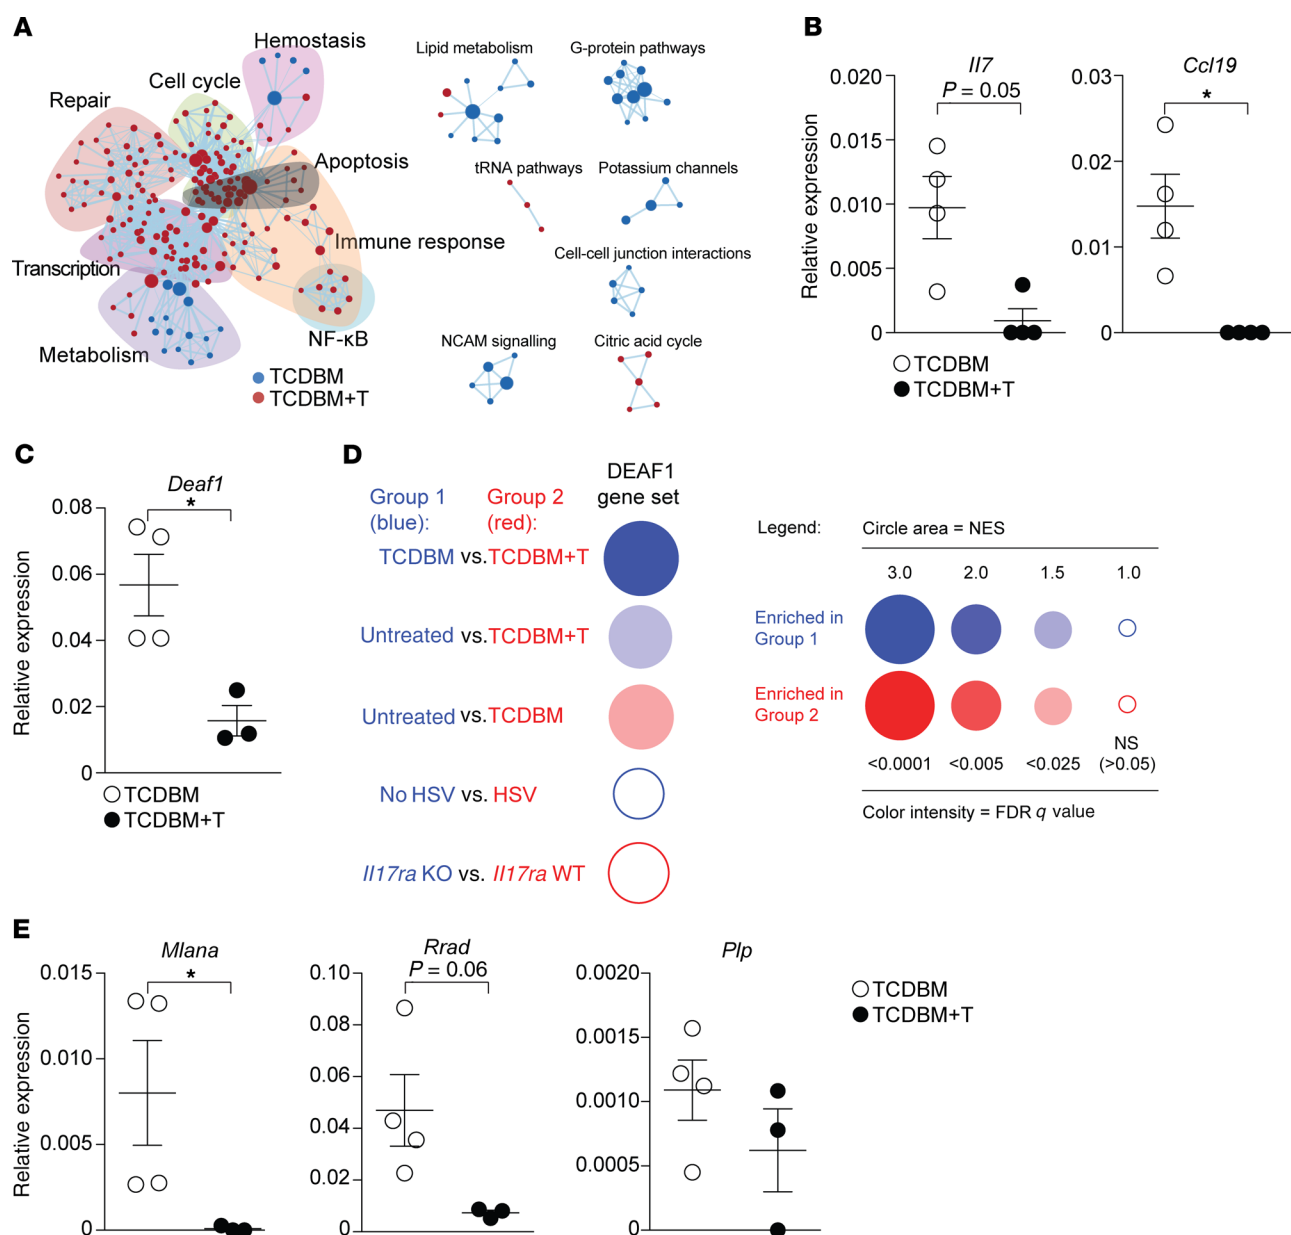 A
Hemostasis
Cell cycle
Repair
Apoptosis
Immune response
Transcription
NF-κB
Metabolism
TCDBM
TCDBM+T
Lipid metabolism
G-protein pathways
tRNA pathways
Potassium channels
Cell-cell junction interactions
NCAM signalling
Citric acid cycle
B
Relative expression
Il7
P = 0.05
0.020
0.015
0.010
0.005
0
Ccl19
*
0.03
0.02
0.01
0
TCDBM
TCDBM+T
C
Relative expression
Deaf1
*
0.08
0.06
0.04
0.02
0
TCDBM
TCDBM+T
D
DEAF1
gene set
Group 1
(blue):
Group 2
(red):
TCDBM vs. TCDBM+T
Untreated vs. TCDBM+T
Untreated vs. TCDBM
No HSV vs. HSV
Il17ra KO vs. Il17ra WT
Legend:
Circle area = NES
3.0 2.0 1.5 1.0
Enriched in
Group 1
Enriched in
Group 2
<0.0001 <0.005 <0.025 NS
(>0.05)
Color intensity = FDR q value
E
Relative expression
Mlana
*
0.015
0.010
0.005
0
Rrad
P = 0.06
0.10
0.08
0.06
0.04
0.02
0
Plp
0.0020
0.0015
0.0010
0.0005
0
TCDBM
TCDBM+T